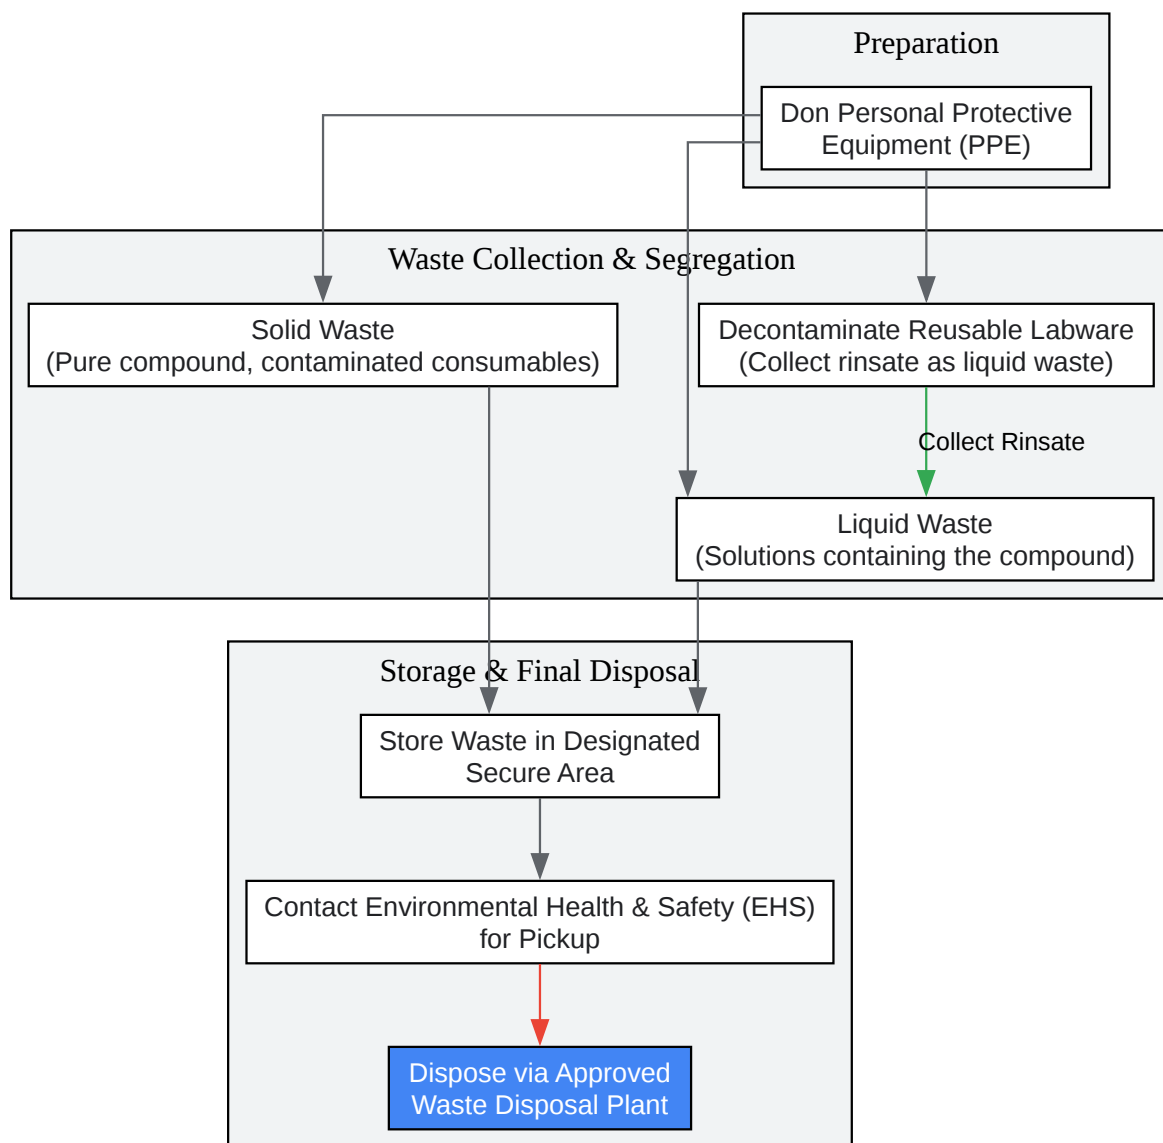 Preparation
Don Personal Protective
Equipment (PPE)
Waste Collection & Segregation
Solid Waste
(Pure compound, contaminated consumables)
Decontaminate Reusable Labware
(Collect rinsate as liquid waste)
Collect Rinsate
Liquid Waste
(Solutions containing the compound)
Storage & Final Disposal
Store Waste in Designated
Secure Area
Contact Environmental Health & Safety (EHS)
for Pickup
Dispose via Approved
Waste Disposal Plant